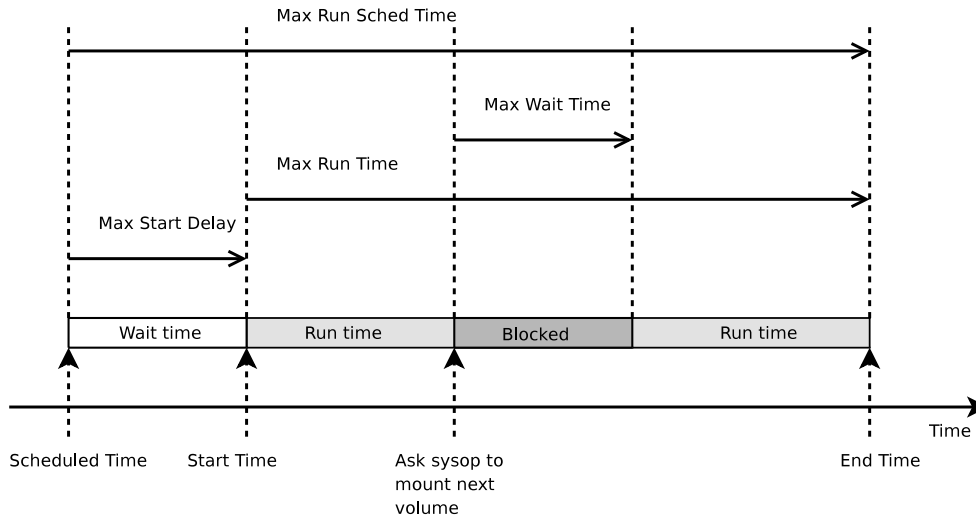 Max Run Sched Time
Max Wait Time
Max Run Time
Max Start Delay
Wait time
Run time
Blocked
Run time
Time
Scheduled Time
Start Time
Ask sysop to
mount next
volume
End Time